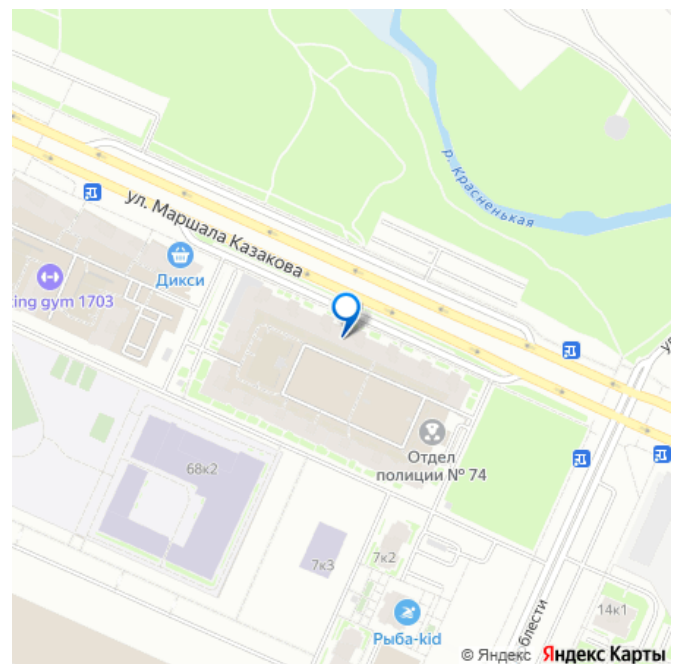 р. Красненькая
ул. Маршала Казакова
Дикси
ing gym 1703
Отдел
полиции № 74
68к2
7к3
7к2
14к1
Рыба-kid
блести
© Яндекс Яндекс Карты